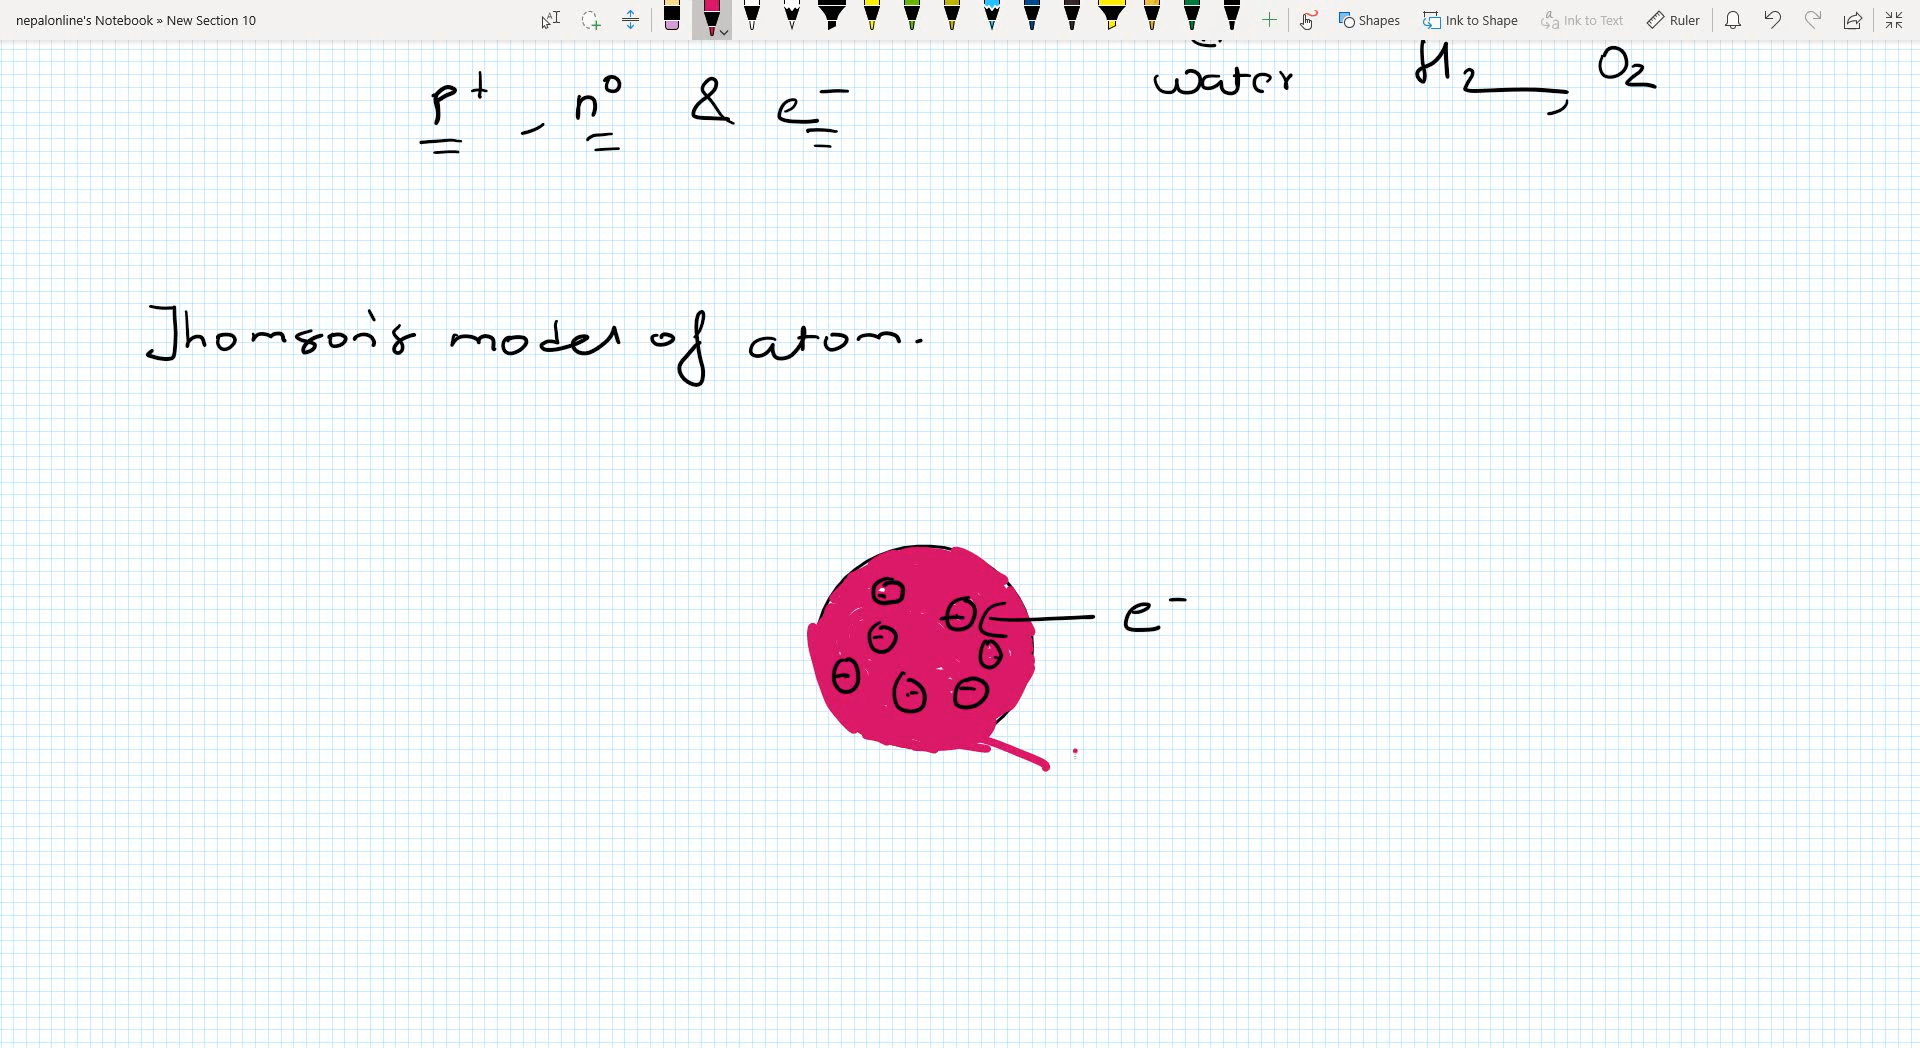 nepalonline's Notebook » New Section 10
Shapes
Ink to Shape
Ink to Text
Ruler
p⁺, n⁰ & e⁻
water
H₂, O₂
Thomson's model of atom.
e⁻